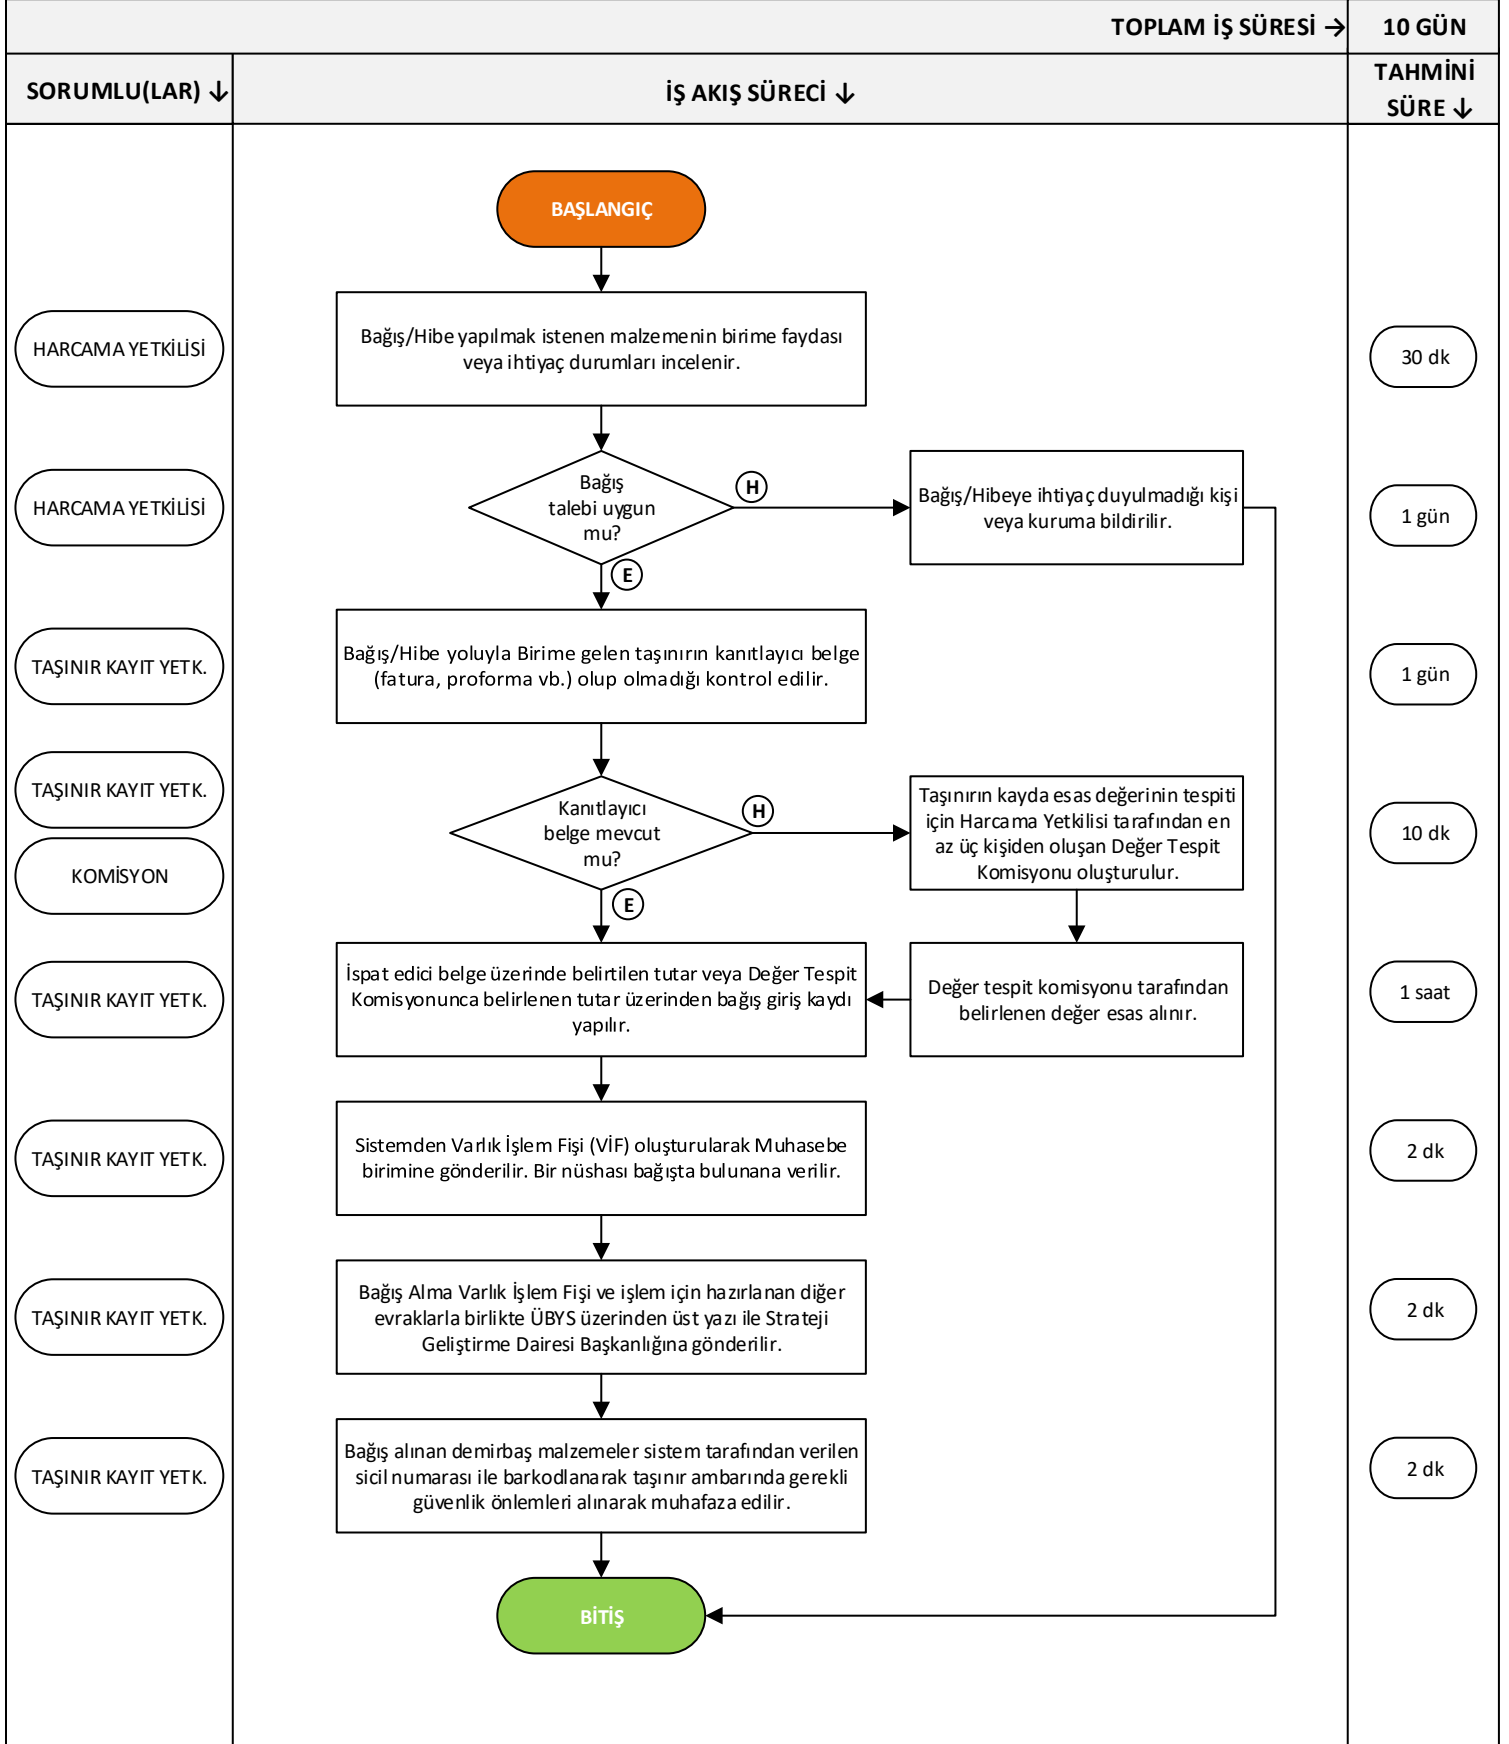 TOPLAM İŞ SÜRESİ →
10 GÜN
SORUMLU(LAR) ↓
İŞ AKIŞ SÜRECİ ↓
TAHMİNİ
SÜRE ↓
BAŞLANGIÇ
HARCAMA YETKİLİSİ
Bağış/Hibe yapılmak istenen malzemenin birime faydası
veya ihtiyaç durumları incelenir.
30 dk
HARCAMA YETKİLİSİ
Bağış
talebi uygun
mu?
H
Bağış/Hibeye ihtiyaç duyulmadığı kişi
veya kuruma bildirilir.
1 gün
E
TAŞINIR KAYIT YETK.
Bağış/Hibe yoluyla Birime gelen taşınırın kanıtlayıcı belge
(fatura, proforma vb.) olup olmadığı kontrol edilir.
1 gün
TAŞINIR KAYIT YETK.
KOMİSYON
Kanıtlayıcı
belge mevcut
mu?
H
Taşınırın kayda esas değerinin tespiti
için Harcama Yetkilisi tarafından en
az üç kişiden oluşan Değer Tespit
Komisyonu oluşturulur.
10 dk
E
TAŞINIR KAYIT YETK.
İspat edici belge üzerinde belirtilen tutar veya Değer Tespit
Komisyonunca belirlenen tutar üzerinden bağış giriş kaydı
yapılır.
Değer tespit komisyonu tarafından
belirlenen değer esas alınır.
1 saat
TAŞINIR KAYIT YETK.
Sistemden Varlık İşlem Fişi (VİF) oluşturularak Muhasebe
birimine gönderilir. Bir nüshası bağışta bulunana verilir.
2 dk
TAŞINIR KAYIT YETK.
Bağış Alma Varlık İşlem Fişi ve işlem için hazırlanan diğer
evraklarla birlikte ÜBYS üzerinden üst yazı ile Strateji
Geliştirme Dairesi Başkanlığına gönderilir.
2 dk
TAŞINIR KAYIT YETK.
Bağış alınan demirbaş malzemeler sistem tarafından verilen
sicil numarası ile barkodlanarak taşınır ambarında gerekli
güvenlik önlemleri alınarak muhafaza edilir.
2 dk
BİTİŞ